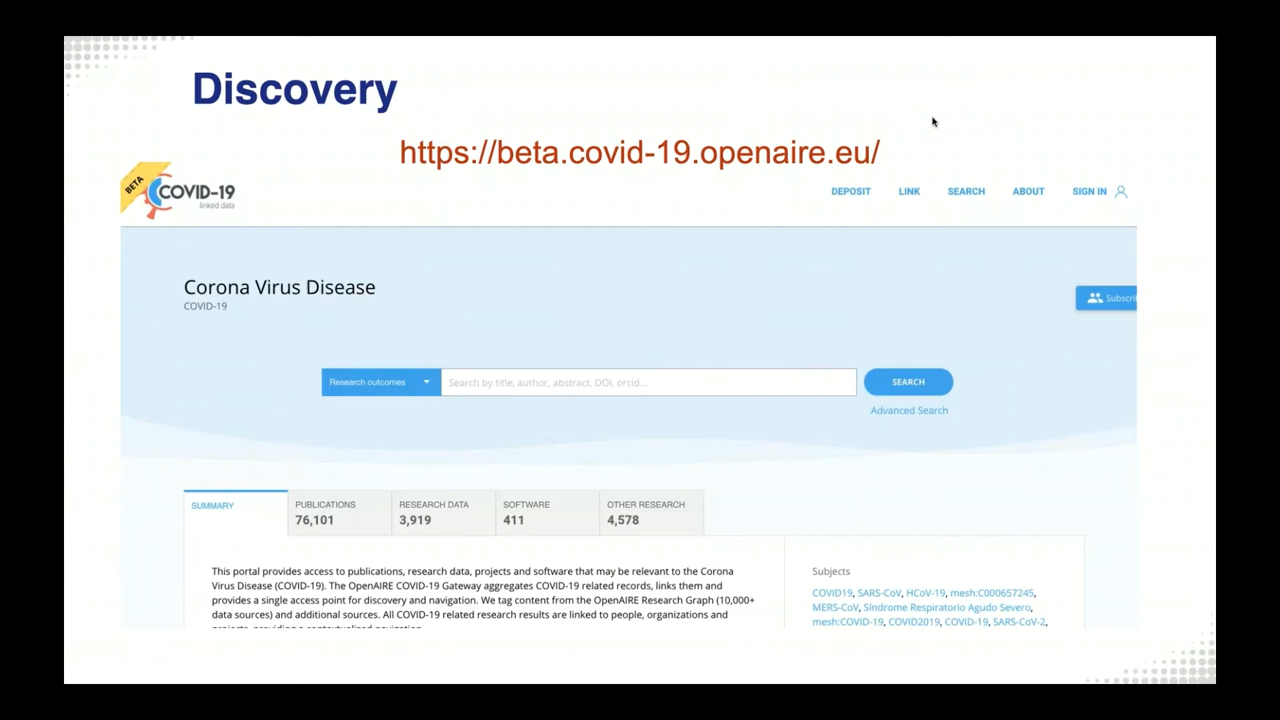 Discovery
https://beta.covid-19.openaire.eu/
BETA
COVID-19
linked data
DEPOSIT LINK SEARCH ABOUT SIGN IN
Corona Virus Disease
COVID-19
Subscri
Research outcomes
Search by title, author, abstract, DOI, orcid...
SEARCH
Advanced Search
SUMMARY
PUBLICATIONS
76,101
RESEARCH DATA
3,919
SOFTWARE
411
OTHER RESEARCH
4,578
This portal provides access to publications, research data, projects and software that may be relevant to the Corona
Virus Disease (COVID-19). The OpenAIRE COVID-19 Gateway aggregates COVID-19 related records, links them and
provides a single access point for discovery and navigation. We tag content from the OpenAIRE Research Graph (10,000+
data sources) and additional sources. All COVID-19 related research results are linked to people, organizations and
projects, providing a contextualized navigation.
Subjects
COVID19, SARS-CoV, HCoV-19, mesh:C000657245,
MERS-CoV, Síndrome Respiratorio Agudo Severo,
mesh:COVID-19, COVID2019, COVID-19, SARS-CoV-2,